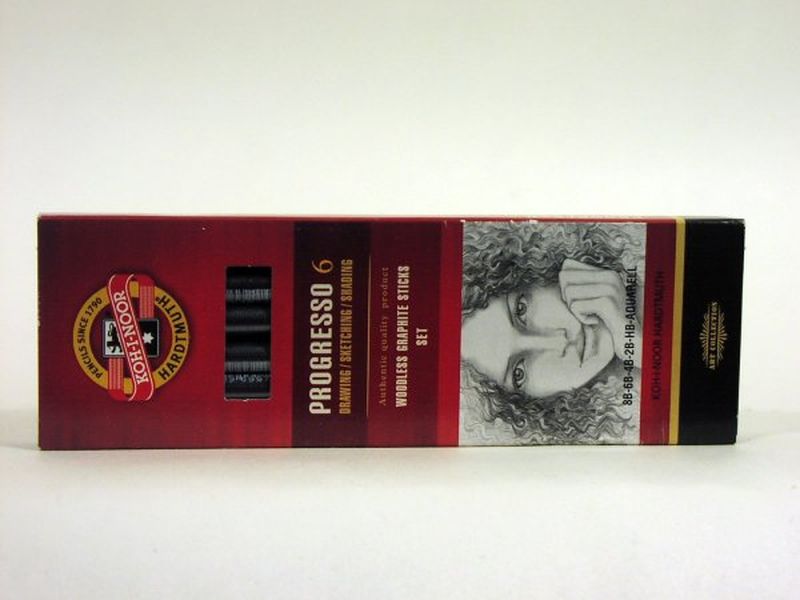 PENCILS SINCE 1790
KOH-I-NOOR
HARDTMUTH
PROGRESSO 6
DRAWING / SKETCHING / SHADING
Authentic quality product
WOODLESS GRAPHITE STICKS
SET
8B-6B-4B-2B-HB-AQUARELL
KOH-I-NOOR HARDTMUTH
ART COLLECTION